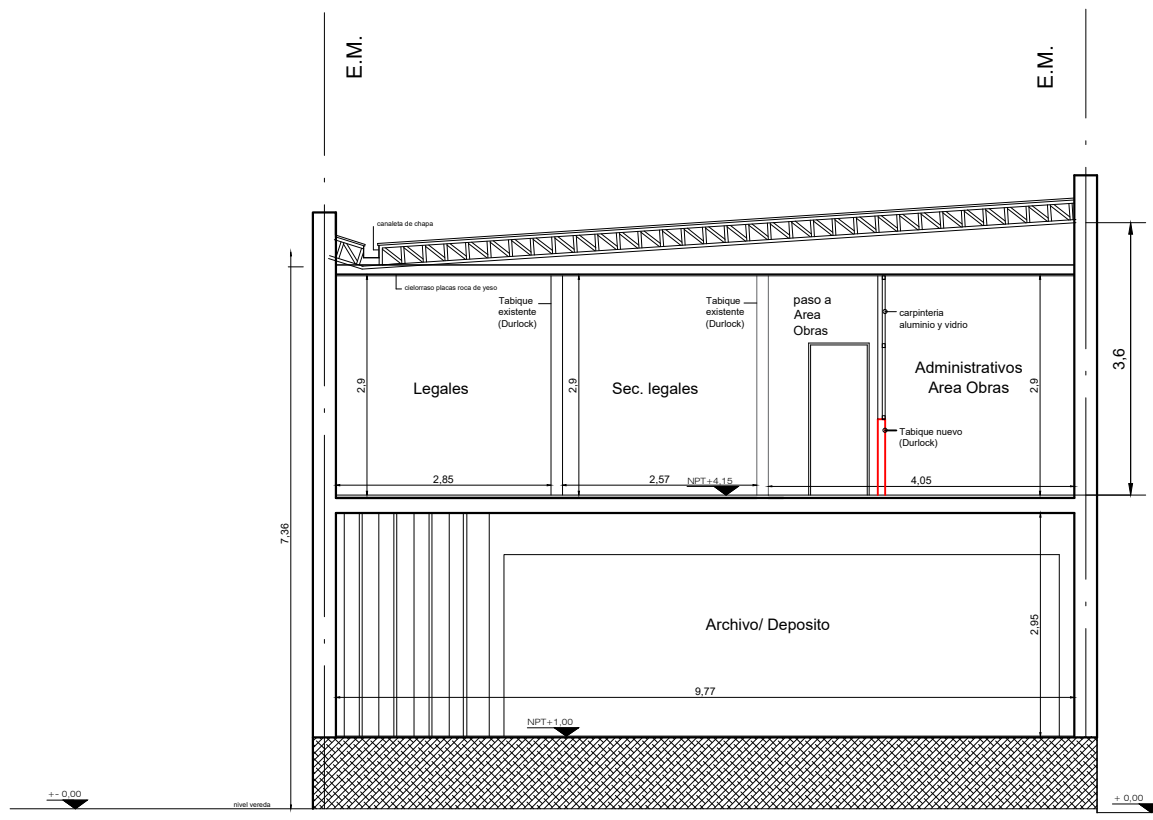 E.M.
E.M.
canaleta de chapa
cielorraso placas roca de yeso
Tabique
existente
(Durlock)
Tabique
existente
(Durlock)
paso a
Area
Obras
carpinteria
aluminio y vidrio
3,6
2,9
Legales
2,9
Sec. legales
Administrativos
Area Obras
2,9
Tabique nuevo
(Durlock)
2,85
2,57
NPT+4,15
4,05
7,36
Archivo/ Deposito
2,95
9,77
NPT+1,00
+- 0,00
nivel vereda
+ 0,00